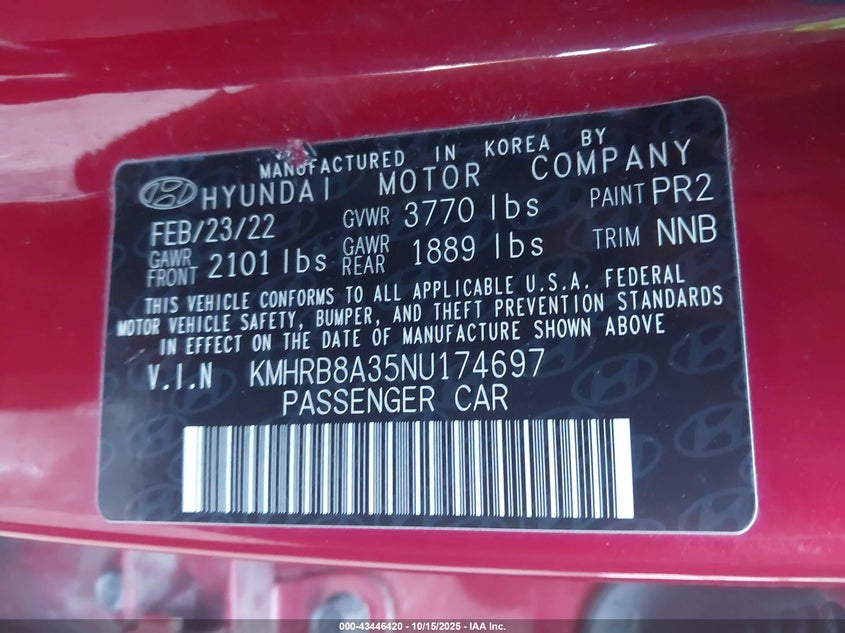 MANUFACTURED IN KOREA BY
HYUNDAI MOTOR COMPANY
FEB/23/22 GVWR 3770 lbs PAINT PR2
GAWR FRONT 2101 lbs GAWR REAR 1889 lbs TRIM NNB
THIS VEHICLE CONFORMS TO ALL APPLICABLE U.S.A. FEDERAL
MOTOR VEHICLE SAFETY, BUMPER, AND THEFT PREVENTION STANDARDS
IN EFFECT ON THE DATE OF MANUFACTURE SHOWN ABOVE
V.I.N KMHRB8A35NU174697
PASSENGER CAR
000-43446420 - 10/15/2025 - IAA Inc.